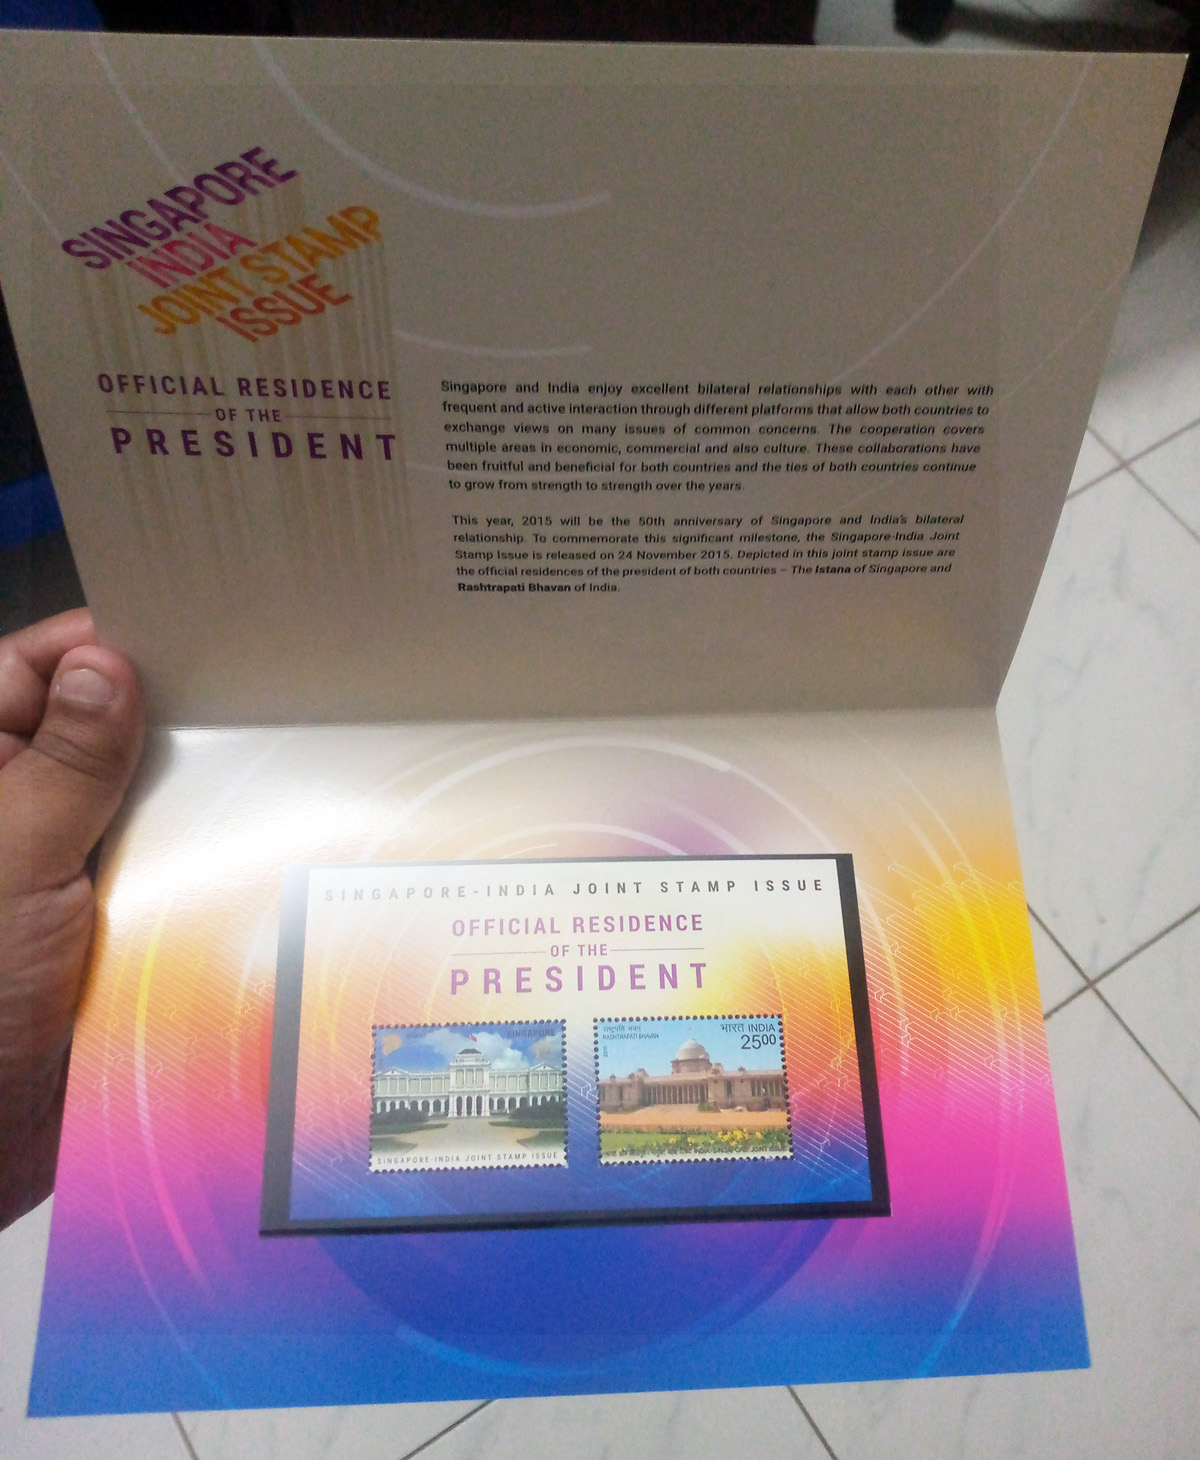 SINGAPORE
INDIA
JOINT STAMP
ISSUE
OFFICIAL RESIDENCE
OF THE
PRESIDENT
Singapore and India enjoy excellent bilateral relationships with each other with
frequent and active interaction through different platforms that allow both countries to
exchange views on many issues of common concerns. The cooperation covers
multiple areas in economic, commercial and also culture. These collaborations have
been fruitful and beneficial for both countries and the ties of both countries continue
to grow from strength to strength over the years.
This year, 2015 will be the 50th anniversary of Singapore and India's bilateral
relationship. To commemorate this significant milestone, the Singapore-India Joint
Stamp Issue is released on 24 November 2015. Depicted in this joint stamp issue are
the official residences of the president of both countries – The Istana of Singapore and
Rashtrapati Bhavan of India.
SINGAPORE-INDIA JOINT STAMP ISSUE
OFFICIAL RESIDENCE
OF THE
PRESIDENT
SINGAPORE
SINGAPORE-INDIA JOINT STAMP ISSUE
राष्ट्रपति भवन
RASHTRAPATI BHAVAN
2015
भारत INDIA
2500
INDIA-SINGAPORE: JOINT ISSUE